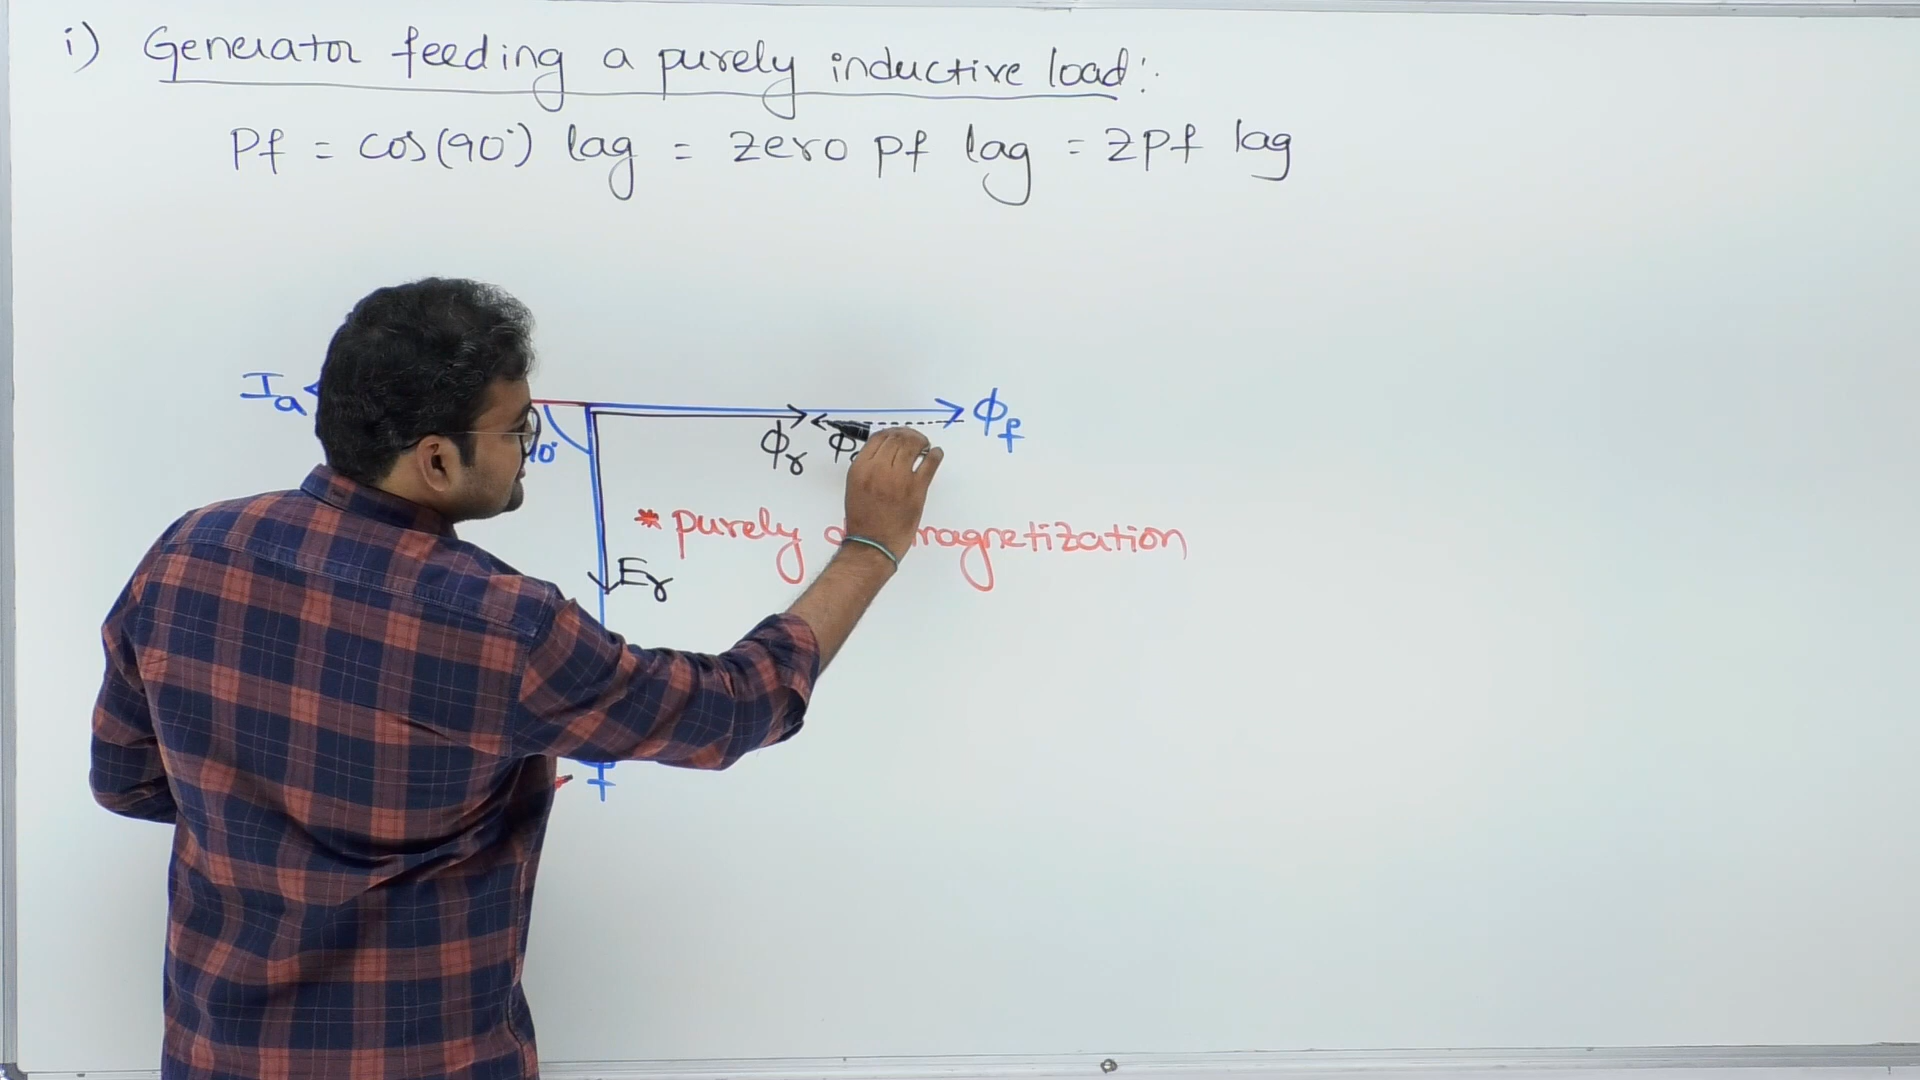 i) Generator feeding a purely inductive load:
Pf = cos(90°) lag = zero pf lag = zpf lag
Ia
ϕf
90°
ϕr
* purely magnetization
Er
f